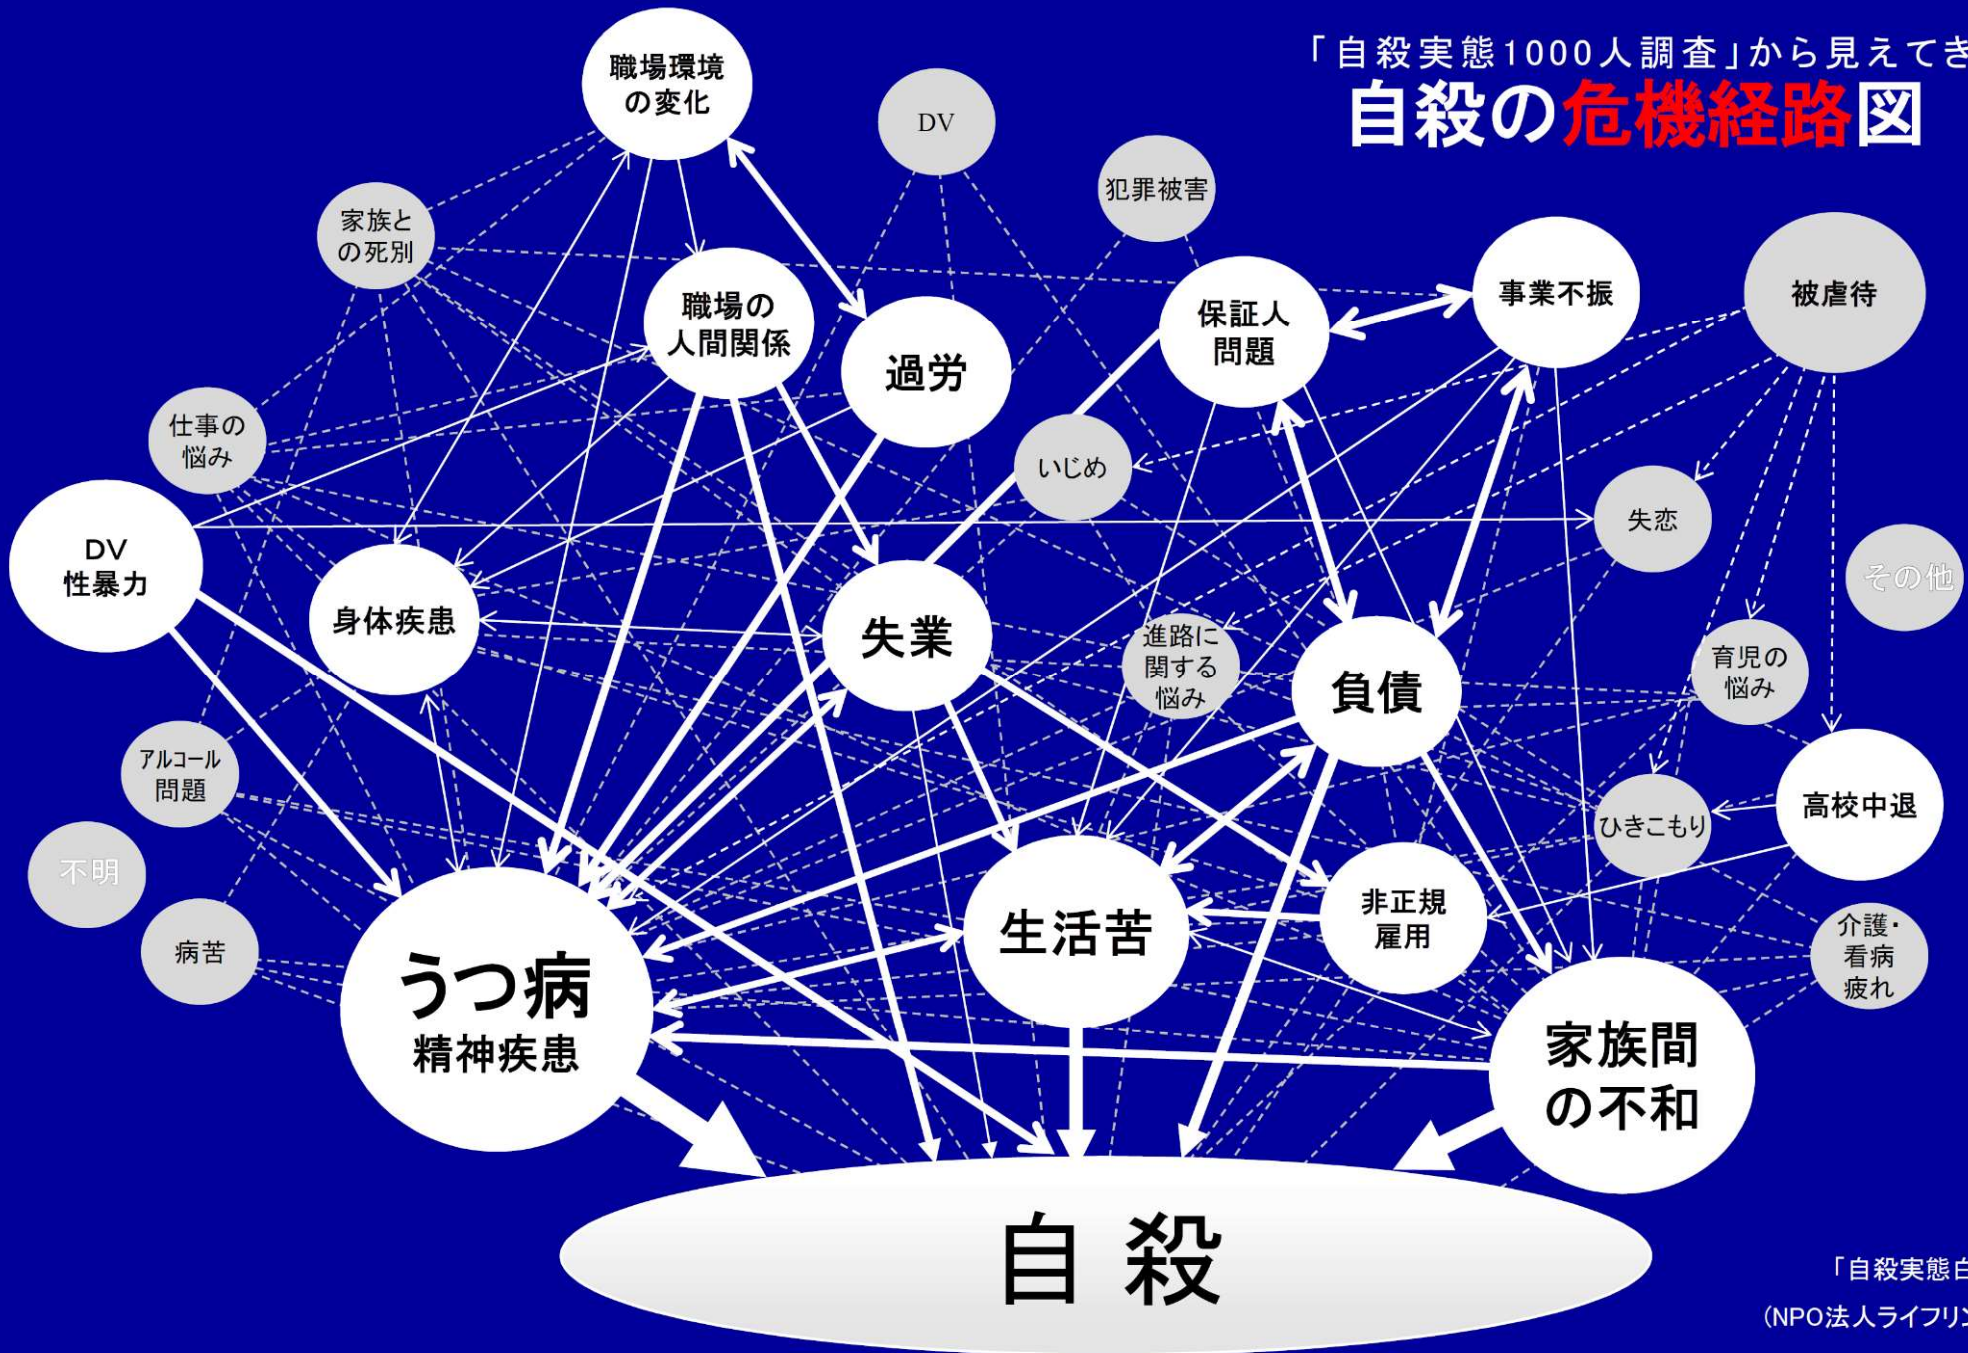 「自殺実態1000人調査」から見えてき
自殺の危機経路図
職場環境
の変化
DV
犯罪被害
家族と
の死別
職場の
人間関係
過労
保証人
問題
事業不振
被虐待
仕事の
悩み
いじめ
失恋
DV
性暴力
その他
身体疾患
失業
進路に
関する
悩み
負債
育児の
悩み
アルコール
問題
ひきこもり
高校中退
不明
病苦
うつ病
精神疾患
生活苦
非正規
雇用
介護・
看病
疲れ
家族間
の不和
自殺
「自殺実態白
(NPO法人ライフリン